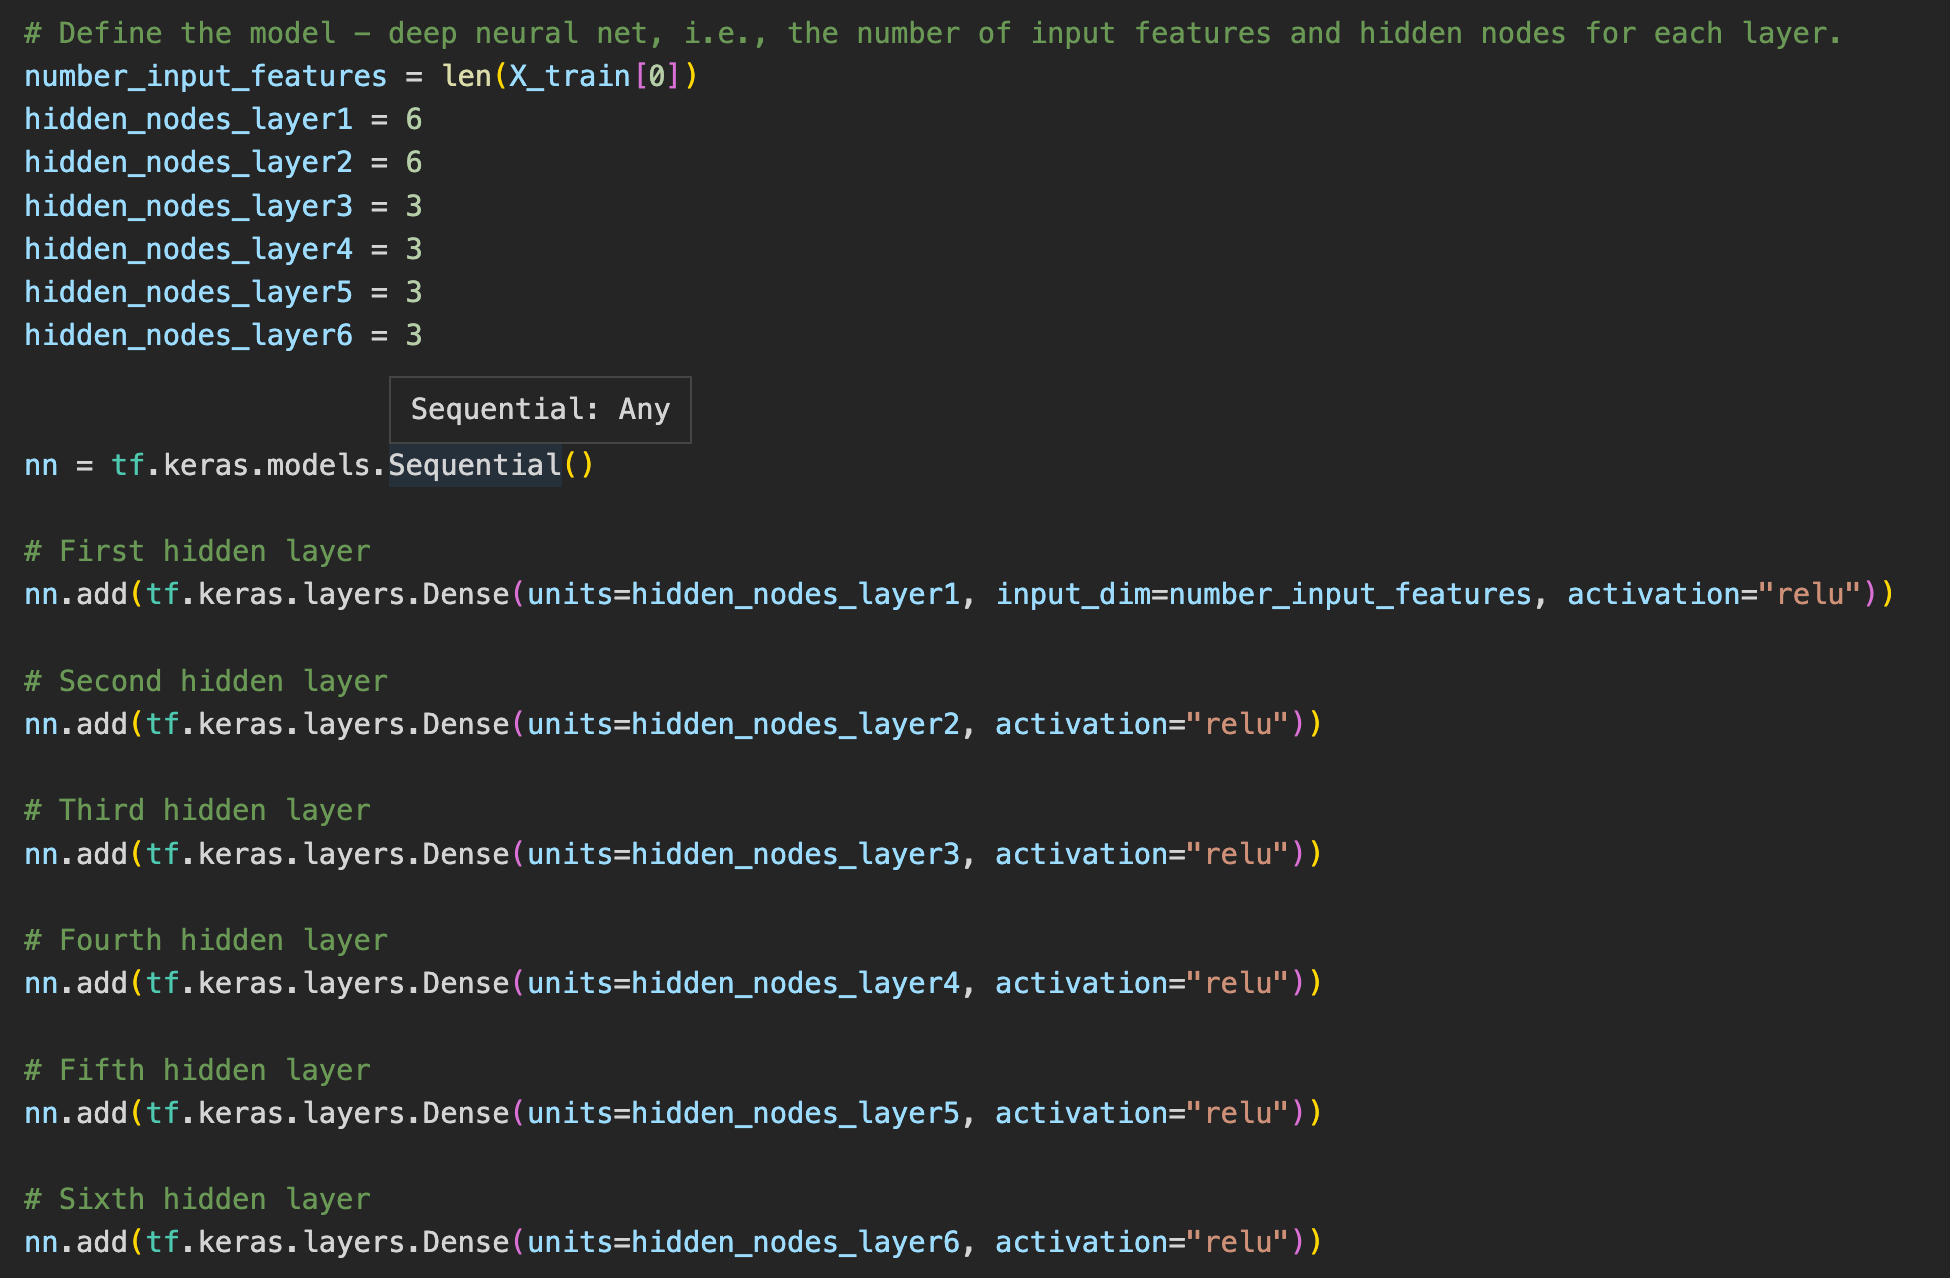 # Define the model – deep neural net, i.e., the number of input features and hidden nodes for each layer.
number_input_features = len(X_train[0])
hidden_nodes_layer1 = 6
hidden_nodes_layer2 = 6
hidden_nodes_layer3 = 3
hidden_nodes_layer4 = 3
hidden_nodes_layer5 = 3
hidden_nodes_layer6 = 3
Sequential: Any
nn = tf.keras.models.Sequential()
# First hidden layer
nn.add(tf.keras.layers.Dense(units=hidden_nodes_layer1, input_dim=number_input_features, activation="relu"))
# Second hidden layer
nn.add(tf.keras.layers.Dense(units=hidden_nodes_layer2, activation="relu"))
# Third hidden layer
nn.add(tf.keras.layers.Dense(units=hidden_nodes_layer3, activation="relu"))
# Fourth hidden layer
nn.add(tf.keras.layers.Dense(units=hidden_nodes_layer4, activation="relu"))
# Fifth hidden layer
nn.add(tf.keras.layers.Dense(units=hidden_nodes_layer5, activation="relu"))
# Sixth hidden layer
nn.add(tf.keras.layers.Dense(units=hidden_nodes_layer6, activation="relu"))